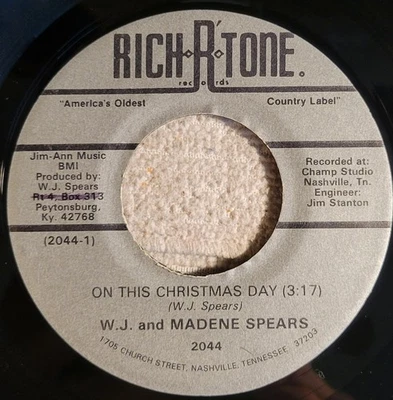 RICH-R-TONE®
records
"America's Oldest Country Label"
Jim-Ann Music
BMI
Produced by:
W.J. Spears
Rt 4, Box 313
Peytonsburg,
Ky. 42768
(2044-1)
Recorded at:
Champ Studio
Nashville, Tn.
Engineer:
Jim Stanton
ON THIS CHRISTMAS DAY (3:17)
(W.J. Spears)
W.J. and MADENE SPEARS
2044
1705 CHURCH STREET, NASHVILLE, TENNESSEE, 37203